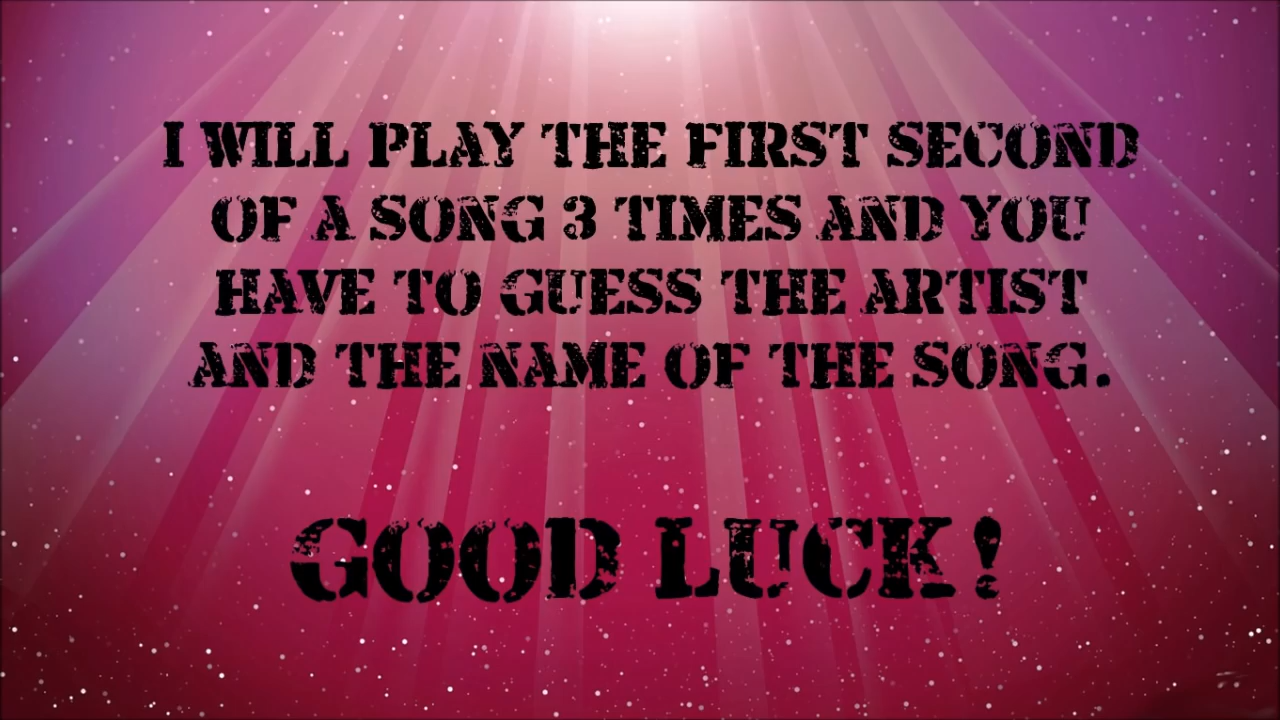 I WILL PLAY THE FIRST SECOND
OF A SONG 3 TIMES AND YOU
HAVE TO GUESS THE ARTIST
AND THE NAME OF THE SONG.
GOOD LUCK!